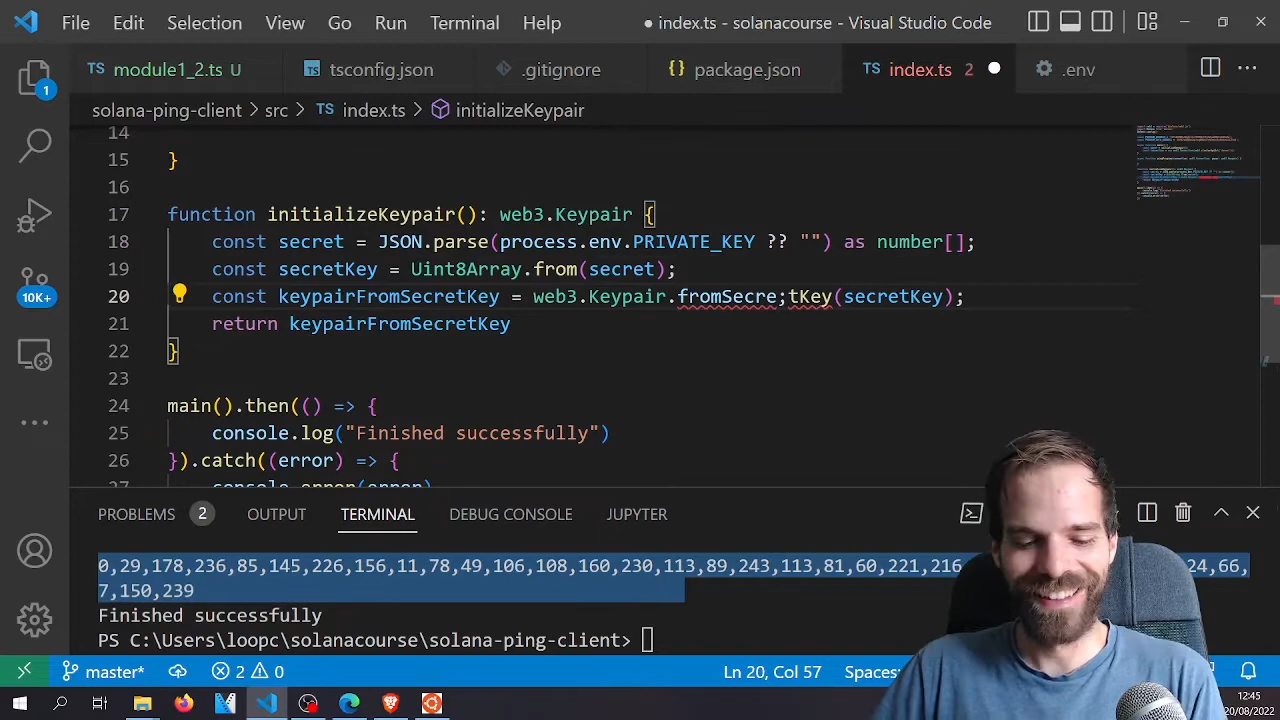 File Edit Selection View Go Run Terminal Help ● index.ts - solanacourse - Visual Studio Code
TS module1_2.ts U tsconfig.json .gitignore {} package.json TS index.ts 2 .env ···
solana-ping-client > src > TS index.ts > initializeKeypair
14
15 }
16
17 function initializeKeypair(): web3.Keypair {
18 const secret = JSON.parse(process.env.PRIVATE_KEY ?? "") as number[];
19 const secretKey = Uint8Array.from(secret);
20 const keypairFromSecretKey = web3.Keypair.fromSecre;tKey(secretKey);
21 return keypairFromSecretKey
22 }
23
24 main().then(() => {
25 console.log("Finished successfully")
26 }).catch((error) => {
27 console.error(error)
1
10K+
PROBLEMS 2 OUTPUT TERMINAL DEBUG CONSOLE JUPYTER
0,29,178,236,85,145,226,156,11,78,49,106,108,160,230,113,89,243,113,81,60,221,216 24,66,
7,150,239
Finished successfully
PS C:\Users\loopc\solanacourse\solana-ping-client>
master* 2 0 Ln 20, Col 57 Spaces
12:45
20/08/2022